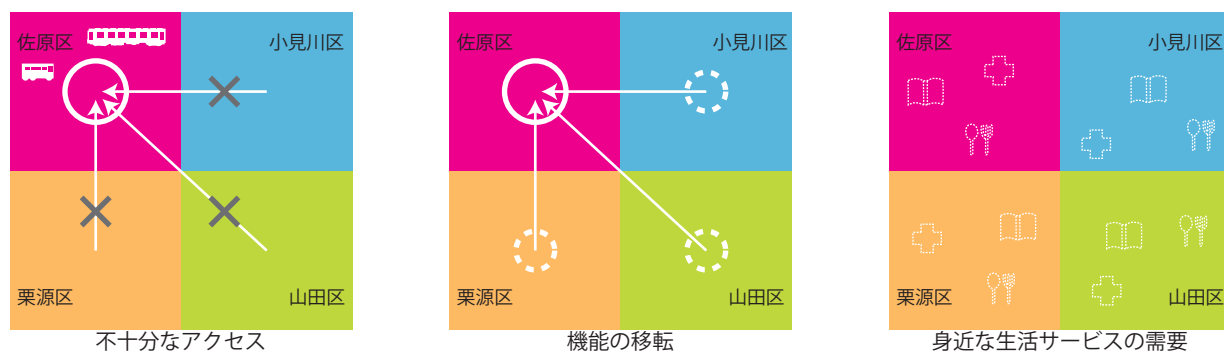 佐原区
小見川区
栗源区
山田区
不十分なアクセス
佐原区
小見川区
栗源区
山田区
機能の移転
佐原区
小見川区
栗源区
山田区
身近な生活サービスの需要